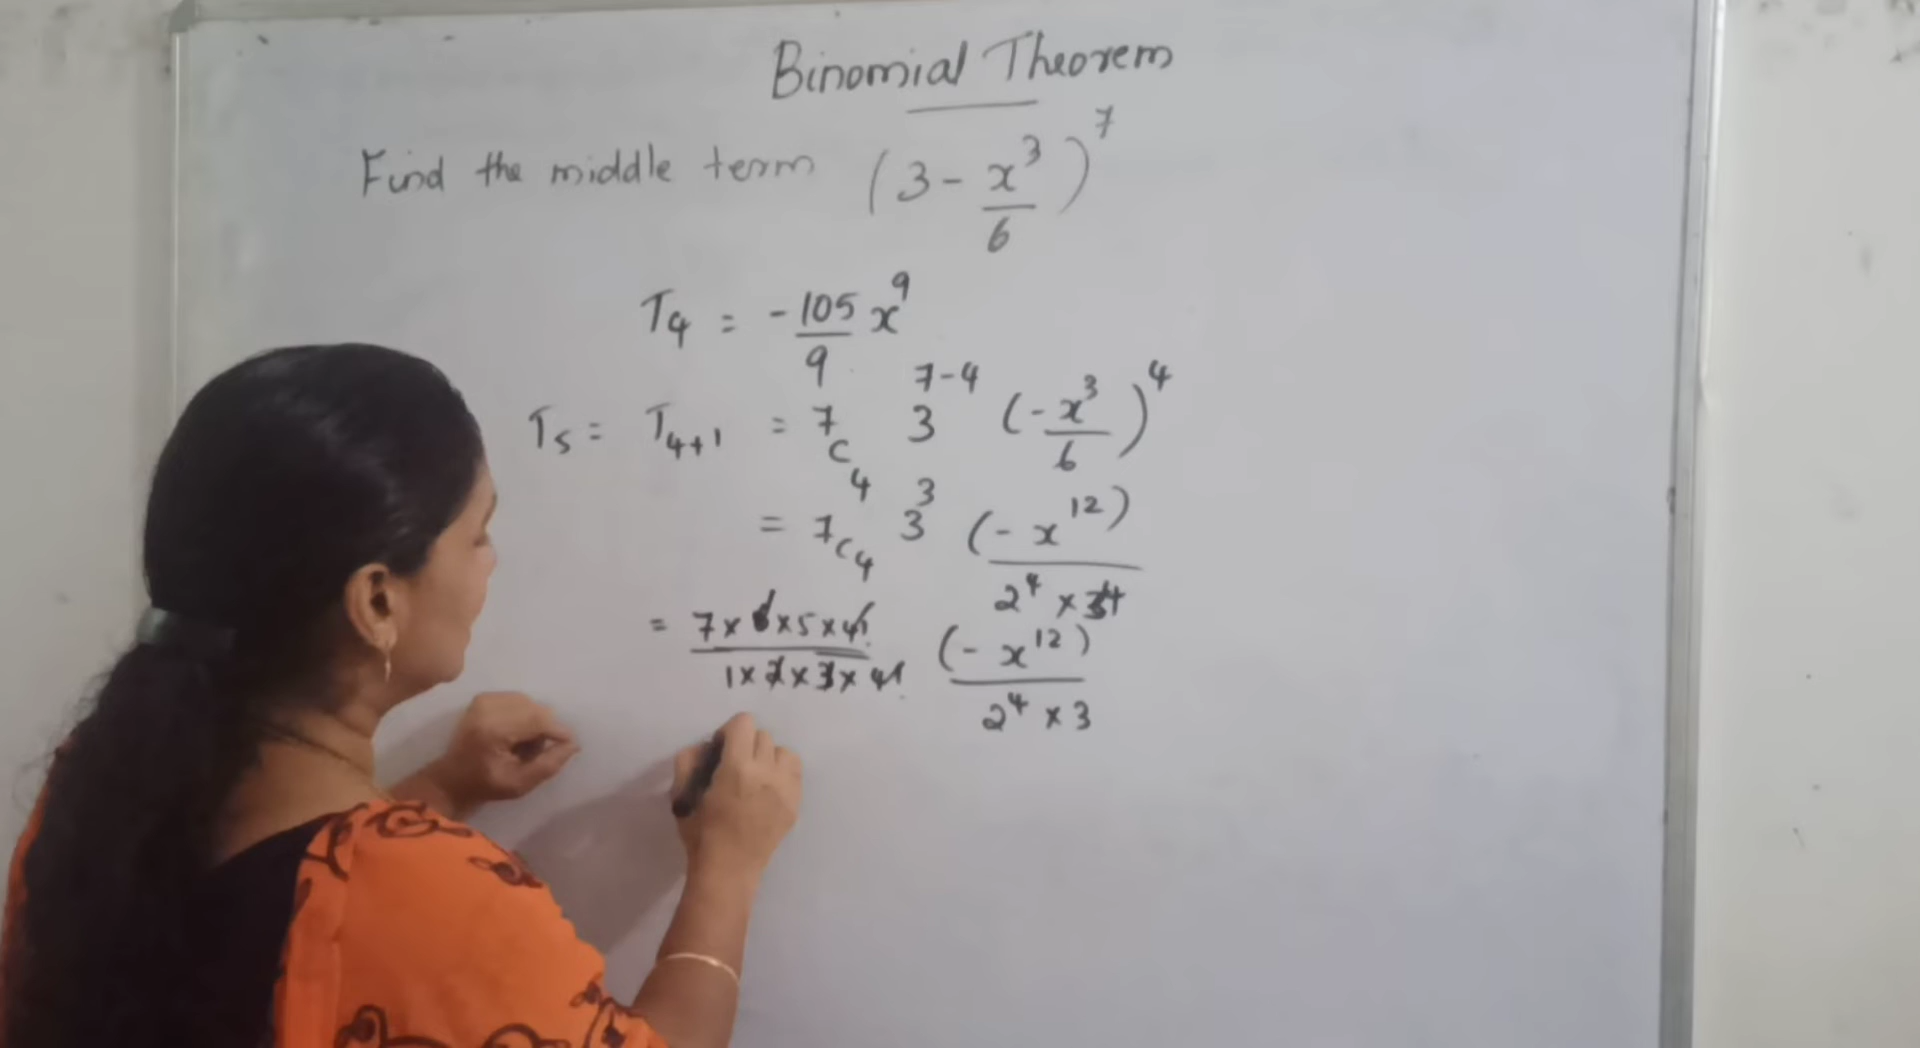 Binomial Theorem
Find the middle term (3 - x³/6)⁷
T₄ = -105/9 x⁹
T₅ = T₄₊₁ = 7C₄ 3⁷⁻⁴ (-x³/6)⁴
= 7C₄ 3³ (-x¹²)/(2⁴ × 3⁴)
= (7×6×5×4)/(1×2×3×4) (-x¹²)/(2⁴ × 3)